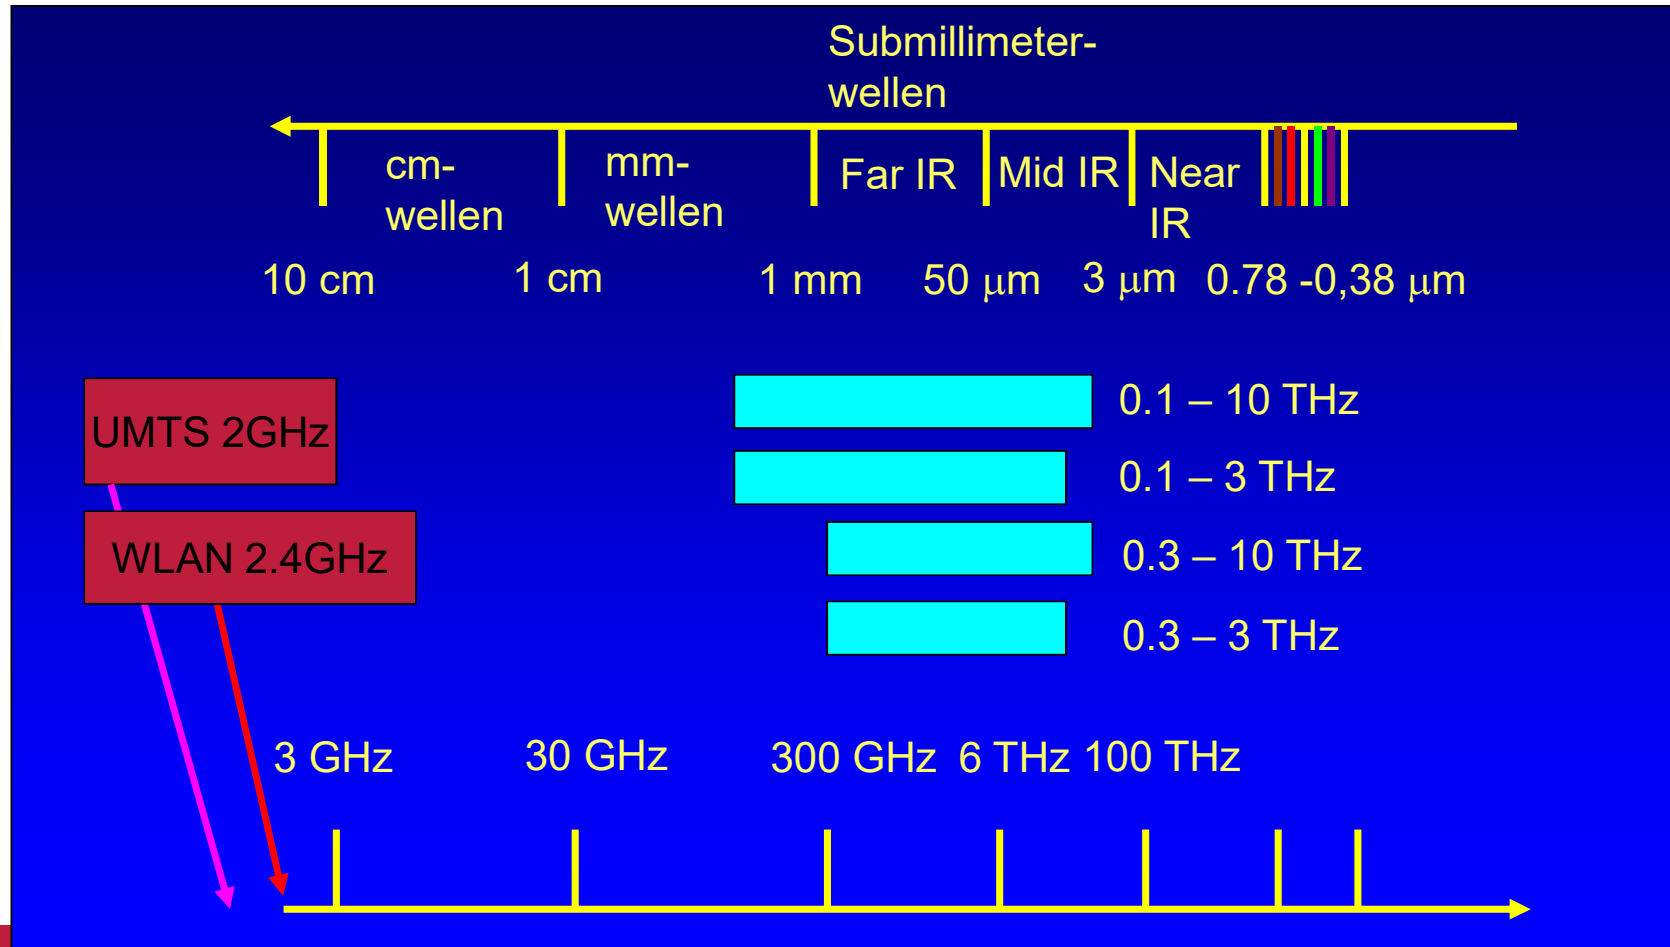 Submillimeter-
wellen
cm-
wellen
mm-
wellen
Far IR
Mid IR
Near
IR
10 cm
1 cm
1 mm
50 μm
3 μm
0.78 -0,38 μm
UMTS 2GHz
WLAN 2.4GHz
0.1 – 10 THz
0.1 – 3 THz
0.3 – 10 THz
0.3 – 3 THz
3 GHz
30 GHz
300 GHz
6 THz
100 THz